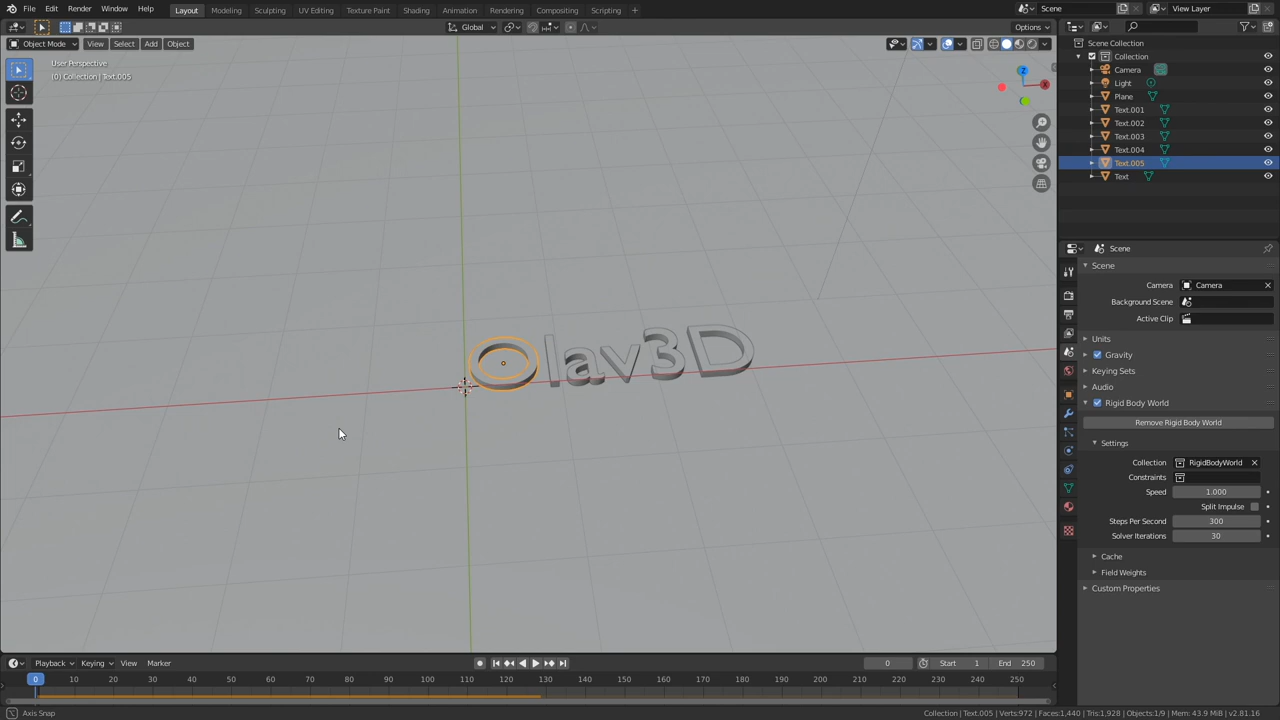 File Edit Render Window Help Layout Modeling Sculpting UV Editing Texture Paint Shading Animation Rendering Compositing Scripting + Scene View Layer
Global Options
Object Mode View Select Add Object
User Perspective
(0) Collection | Text.005
Z
X
Y
Olav3D
Scene Collection
Collection
Camera
Light
Plane
Text.001
Text.002
Text.003
Text.004
Text.005
Text
Scene
Scene
Camera Camera
Background Scene
Active Clip
Units
Gravity
Keying Sets
Audio
Rigid Body World
Remove Rigid Body World
Settings
Collection RigidBodyWorld
Constraints
Speed 1.000
Split Impulse
Steps Per Second 300
Solver Iterations 30
Cache
Field Weights
Custom Properties
Playback Keying View Marker 0 Start 1 End 250
0 10 20 30 40 50 60 70 80 90 100 110 120 130 140 150 160 170 180 190 200 210 220 230 240 250
Axis Snap Collection | Text.005 | Verts:972 | Faces:1,440 | Tris:1,928 | Objects:1/9 | Mem: 43.9 MiB | v2.81.16